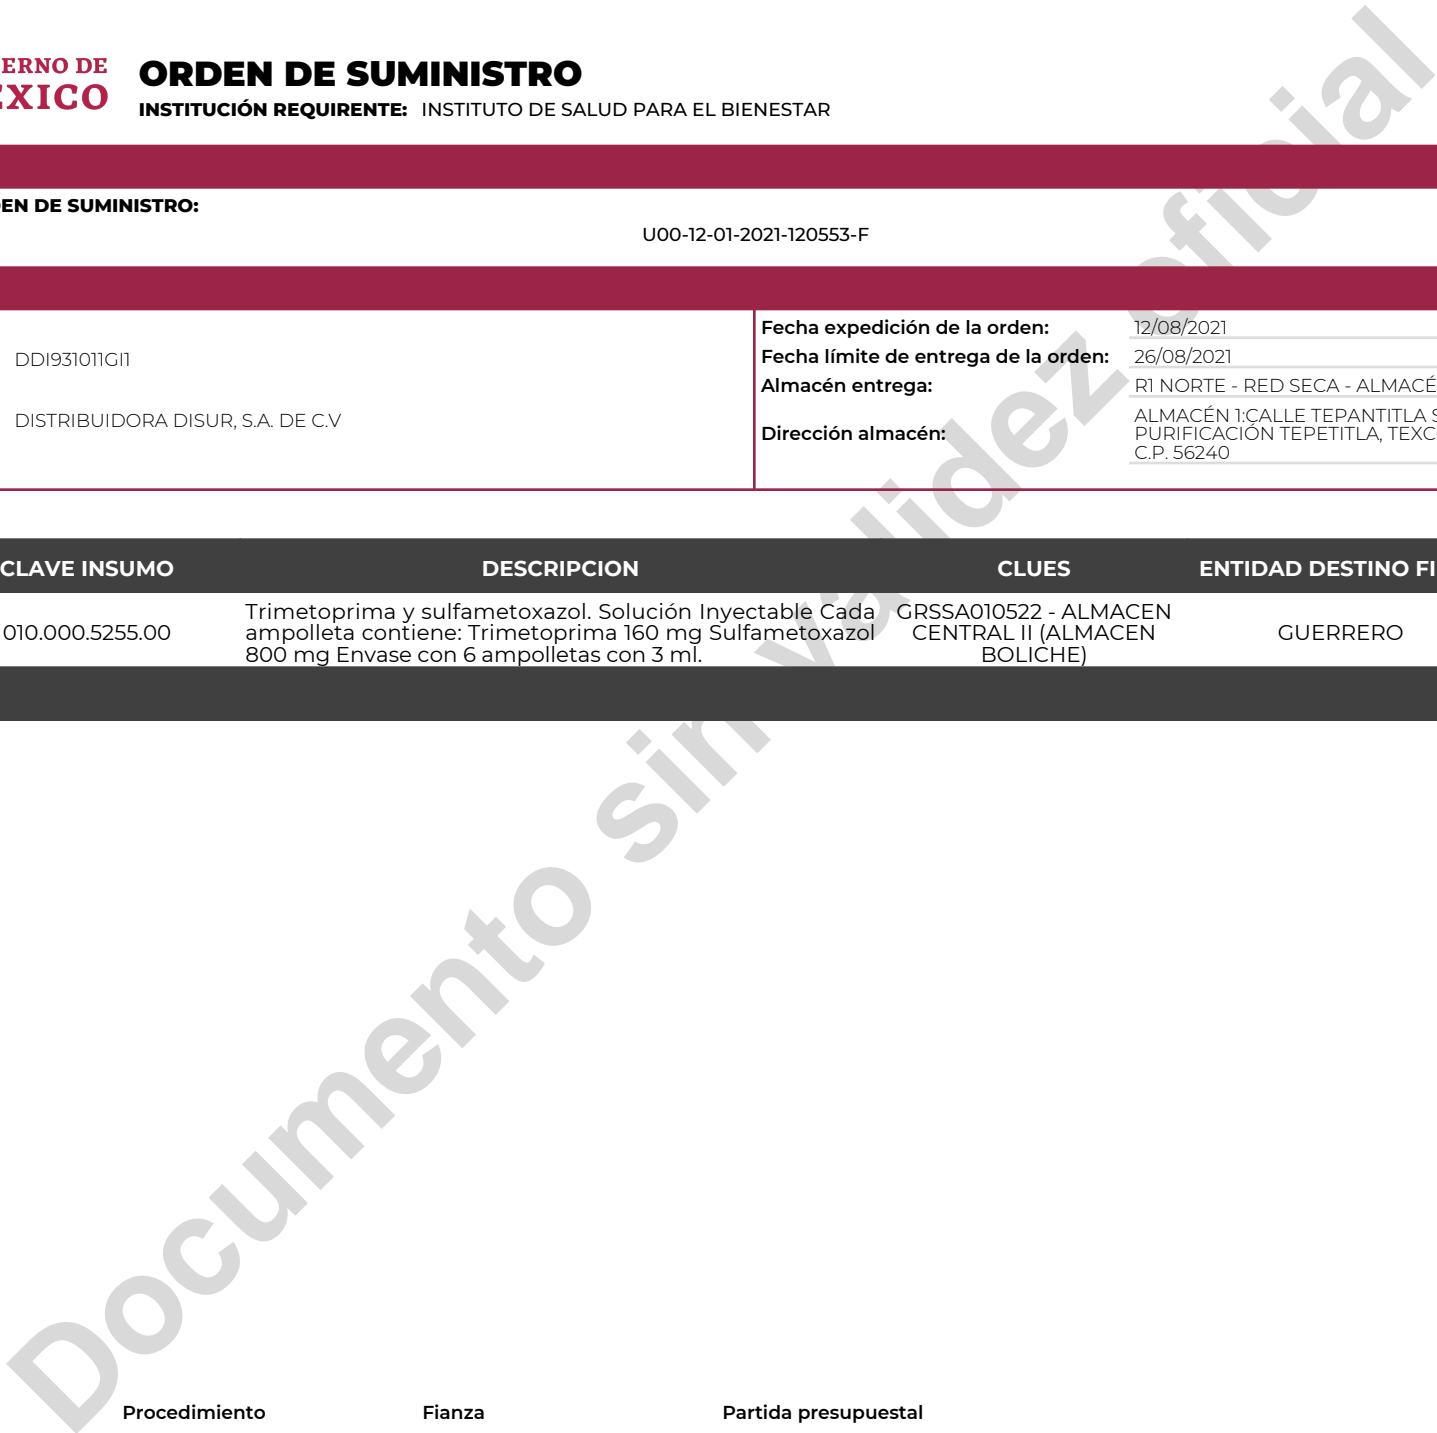 ERNO DE
ORDEN DE SUMINISTRO
INSTITUCIÓN REQUIRENTE: INSTITUTO DE SALUD PARA EL BIENESTAR
EN DE SUMINISTRO:
U00-12-01-2021-120553-F
DDI931011GI1
DISTRIBUIDORA DISUR, S.A. DE C.V
Fecha expedición de la orden: 12/08/2021
Fecha límite de entrega de la orden: 26/08/2021
Almacén entrega: R1 NORTE - RED SECA - ALMACÉ
Dirección almacén:
ALMACÉN 1:CALLE TEPANTITLA S
PURIFICACIÓN TEPETITLA, TEXC
C.P. 56240
CLAVE INSUMO DESCRIPCION CLUES ENTIDAD DESTINO FI
010.000.5255.00
Trimetoprima y sulfametoxazol. Solución Inyectable Cada
ampolleta contiene: Trimetoprima 160 mg Sulfametoxazol
800 mg Envase con 6 ampolletas con 3 ml.
GRSSA010522 - ALMACEN
CENTRAL II (ALMACEN
BOLICHE)
GUERRERO
Documento sin validez oficial
Procedimiento Fianza Partida presupuestal